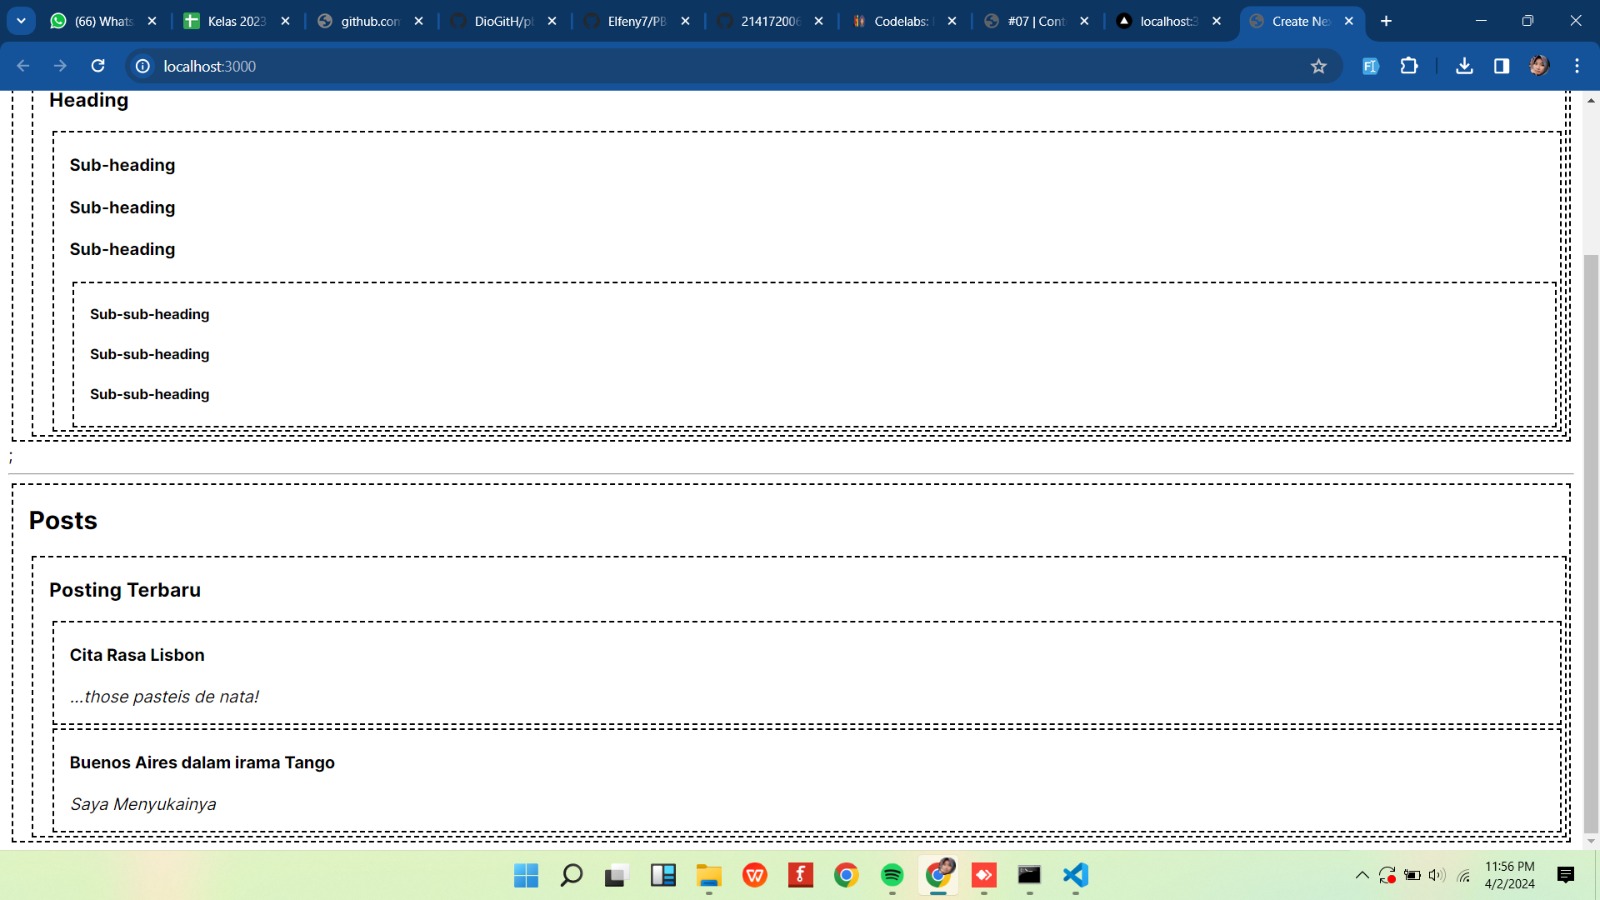 (66) Whats
Kelas 2023
github.con
DioGitH/pl
Elfeny7/PB
214172006
Codelabs:
#07 | Cont
localhost:3
Create Ne
localhost:3000
Heading
Sub-heading
Sub-heading
Sub-heading
Sub-sub-heading
Sub-sub-heading
Sub-sub-heading
;
Posts
Posting Terbaru
Cita Rasa Lisbon
...those pasteis de nata!
Buenos Aires dalam irama Tango
Saya Menyukainya
11:56 PM
4/2/2024